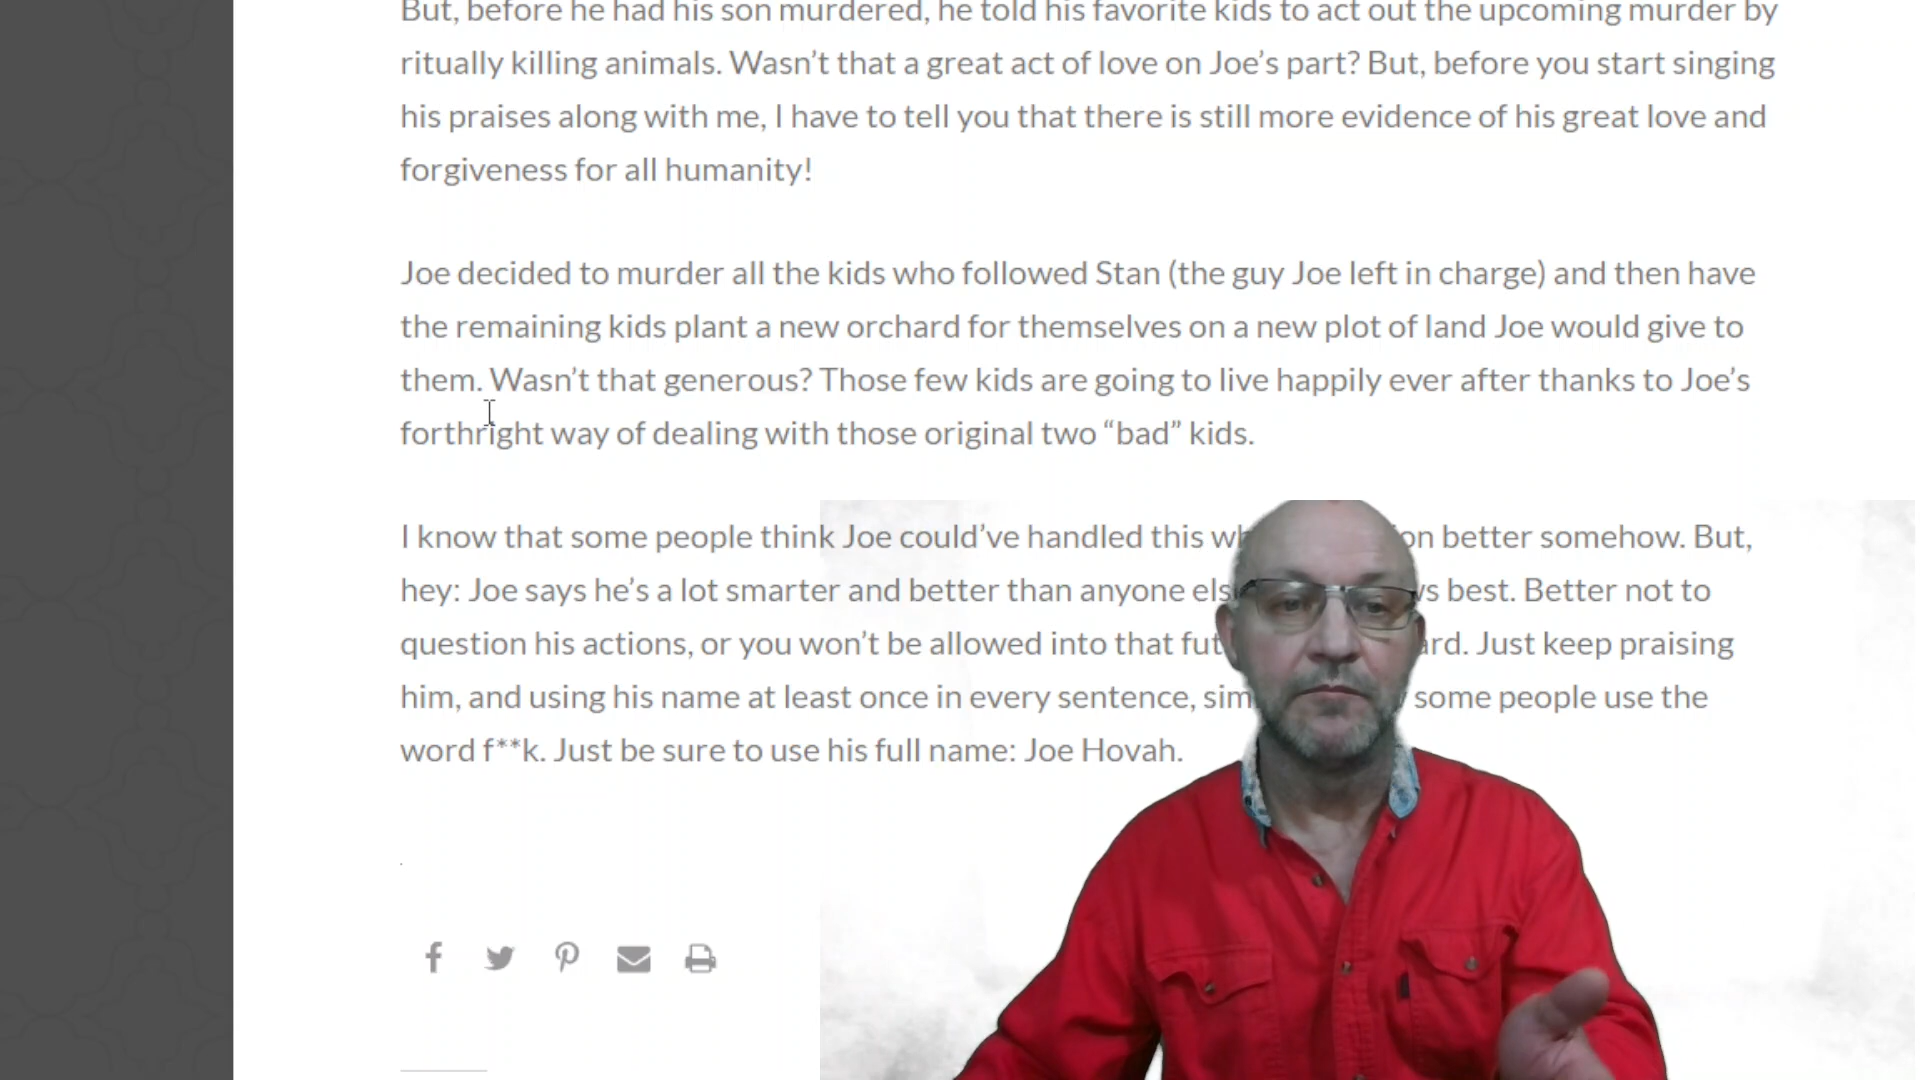 But, before he had his son murdered, he told his favorite kids to act out the upcoming murder by
ritually killing animals. Wasn’t that a great act of love on Joe’s part? But, before you start singing
his praises along with me, I have to tell you that there is still more evidence of his great love and
forgiveness for all humanity!
Joe decided to murder all the kids who followed Stan (the guy Joe left in charge) and then have
the remaining kids plant a new orchard for themselves on a new plot of land Joe would give to
them. Wasn’t that generous? Those few kids are going to live happily ever after thanks to Joe’s
forthright way of dealing with those original two “bad” kids.
I know that some people think Joe could’ve handled this better somehow. But,
hey: Joe says he’s a lot smarter and better than anyone best. Better not to
question his actions, or you won’t be allowed into that Just keep praising
him, and using his name at least once in every sentence, some people use the
word f**k. Just be sure to use his full name: Joe Hovah.